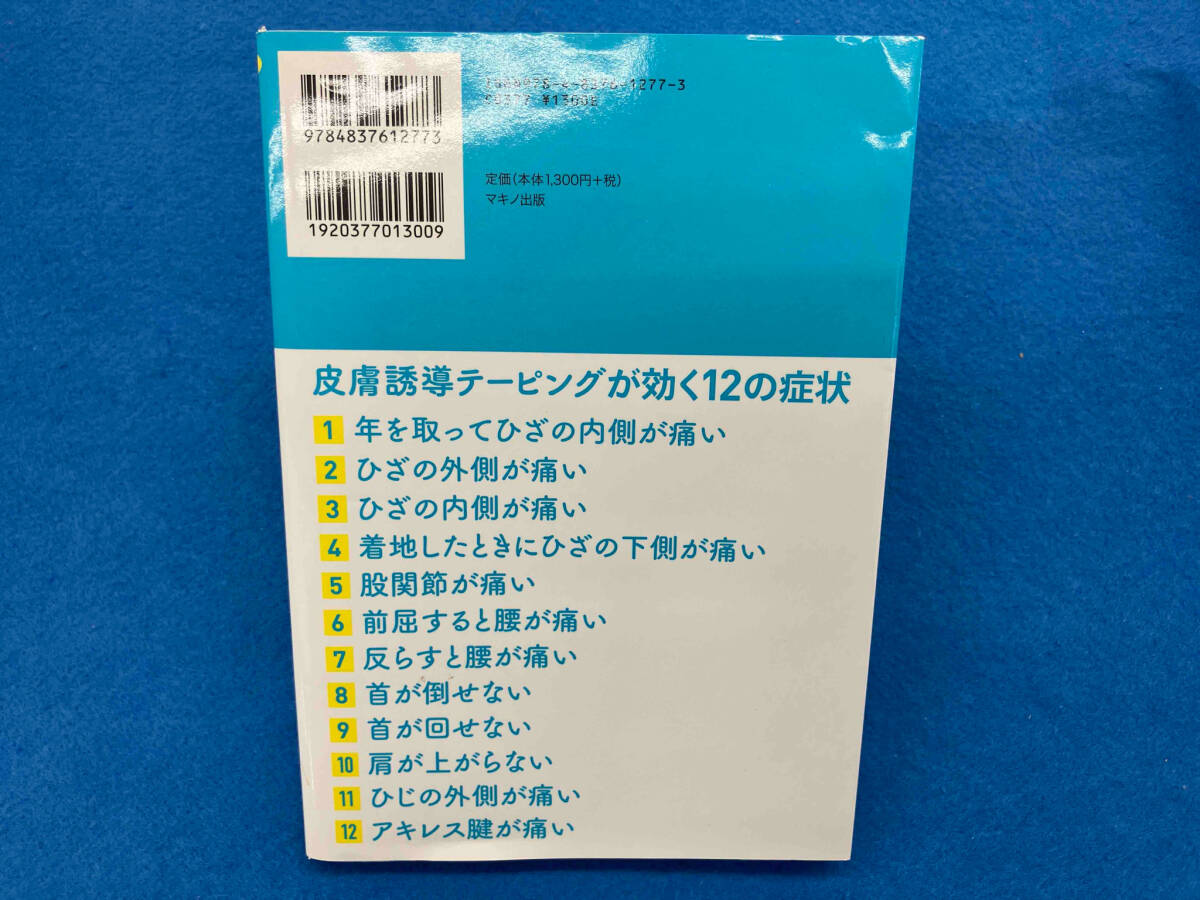 9784837612773
1920377013009
1277-3
¥1300E
定価(本体1,300円+税)
マキノ出版
皮膚誘導テーピングが効く12の症状
1 年を取ってひざの内側が痛い
2 ひざの外側が痛い
3 ひざの内側が痛い
4 着地したときにひざの下側が痛い
5 股関節が痛い
6 前屈すると腰が痛い
7 反らすと腰が痛い
8 首が倒せない
9 首が回せない
10 肩が上がらない
11 ひじの外側が痛い
12 アキレス腱が痛い